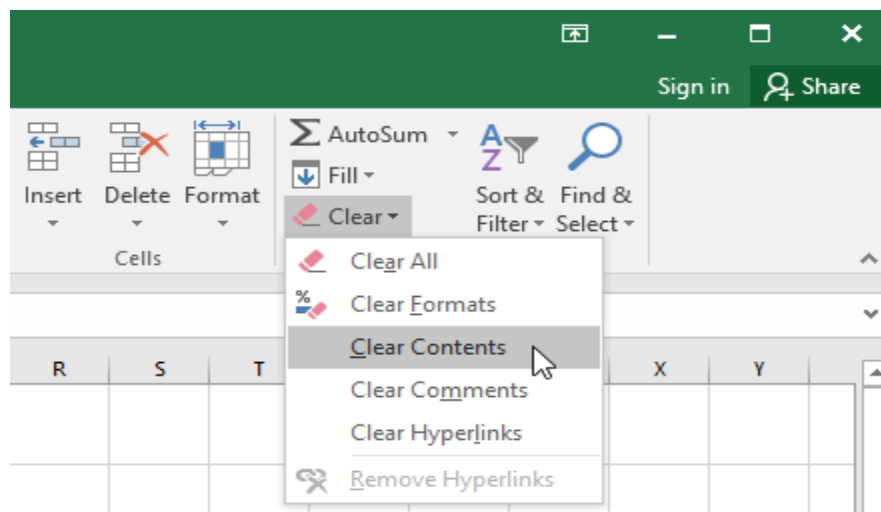 Sign in Share
AutoSum
Fill
Insert Delete Format Sort & Find &
Clear Filter Select
Cells
Clear All
% Clear Formats
Clear Contents
R S T X Y
Clear Comments
Clear Hyperlinks
Remove Hyperlinks